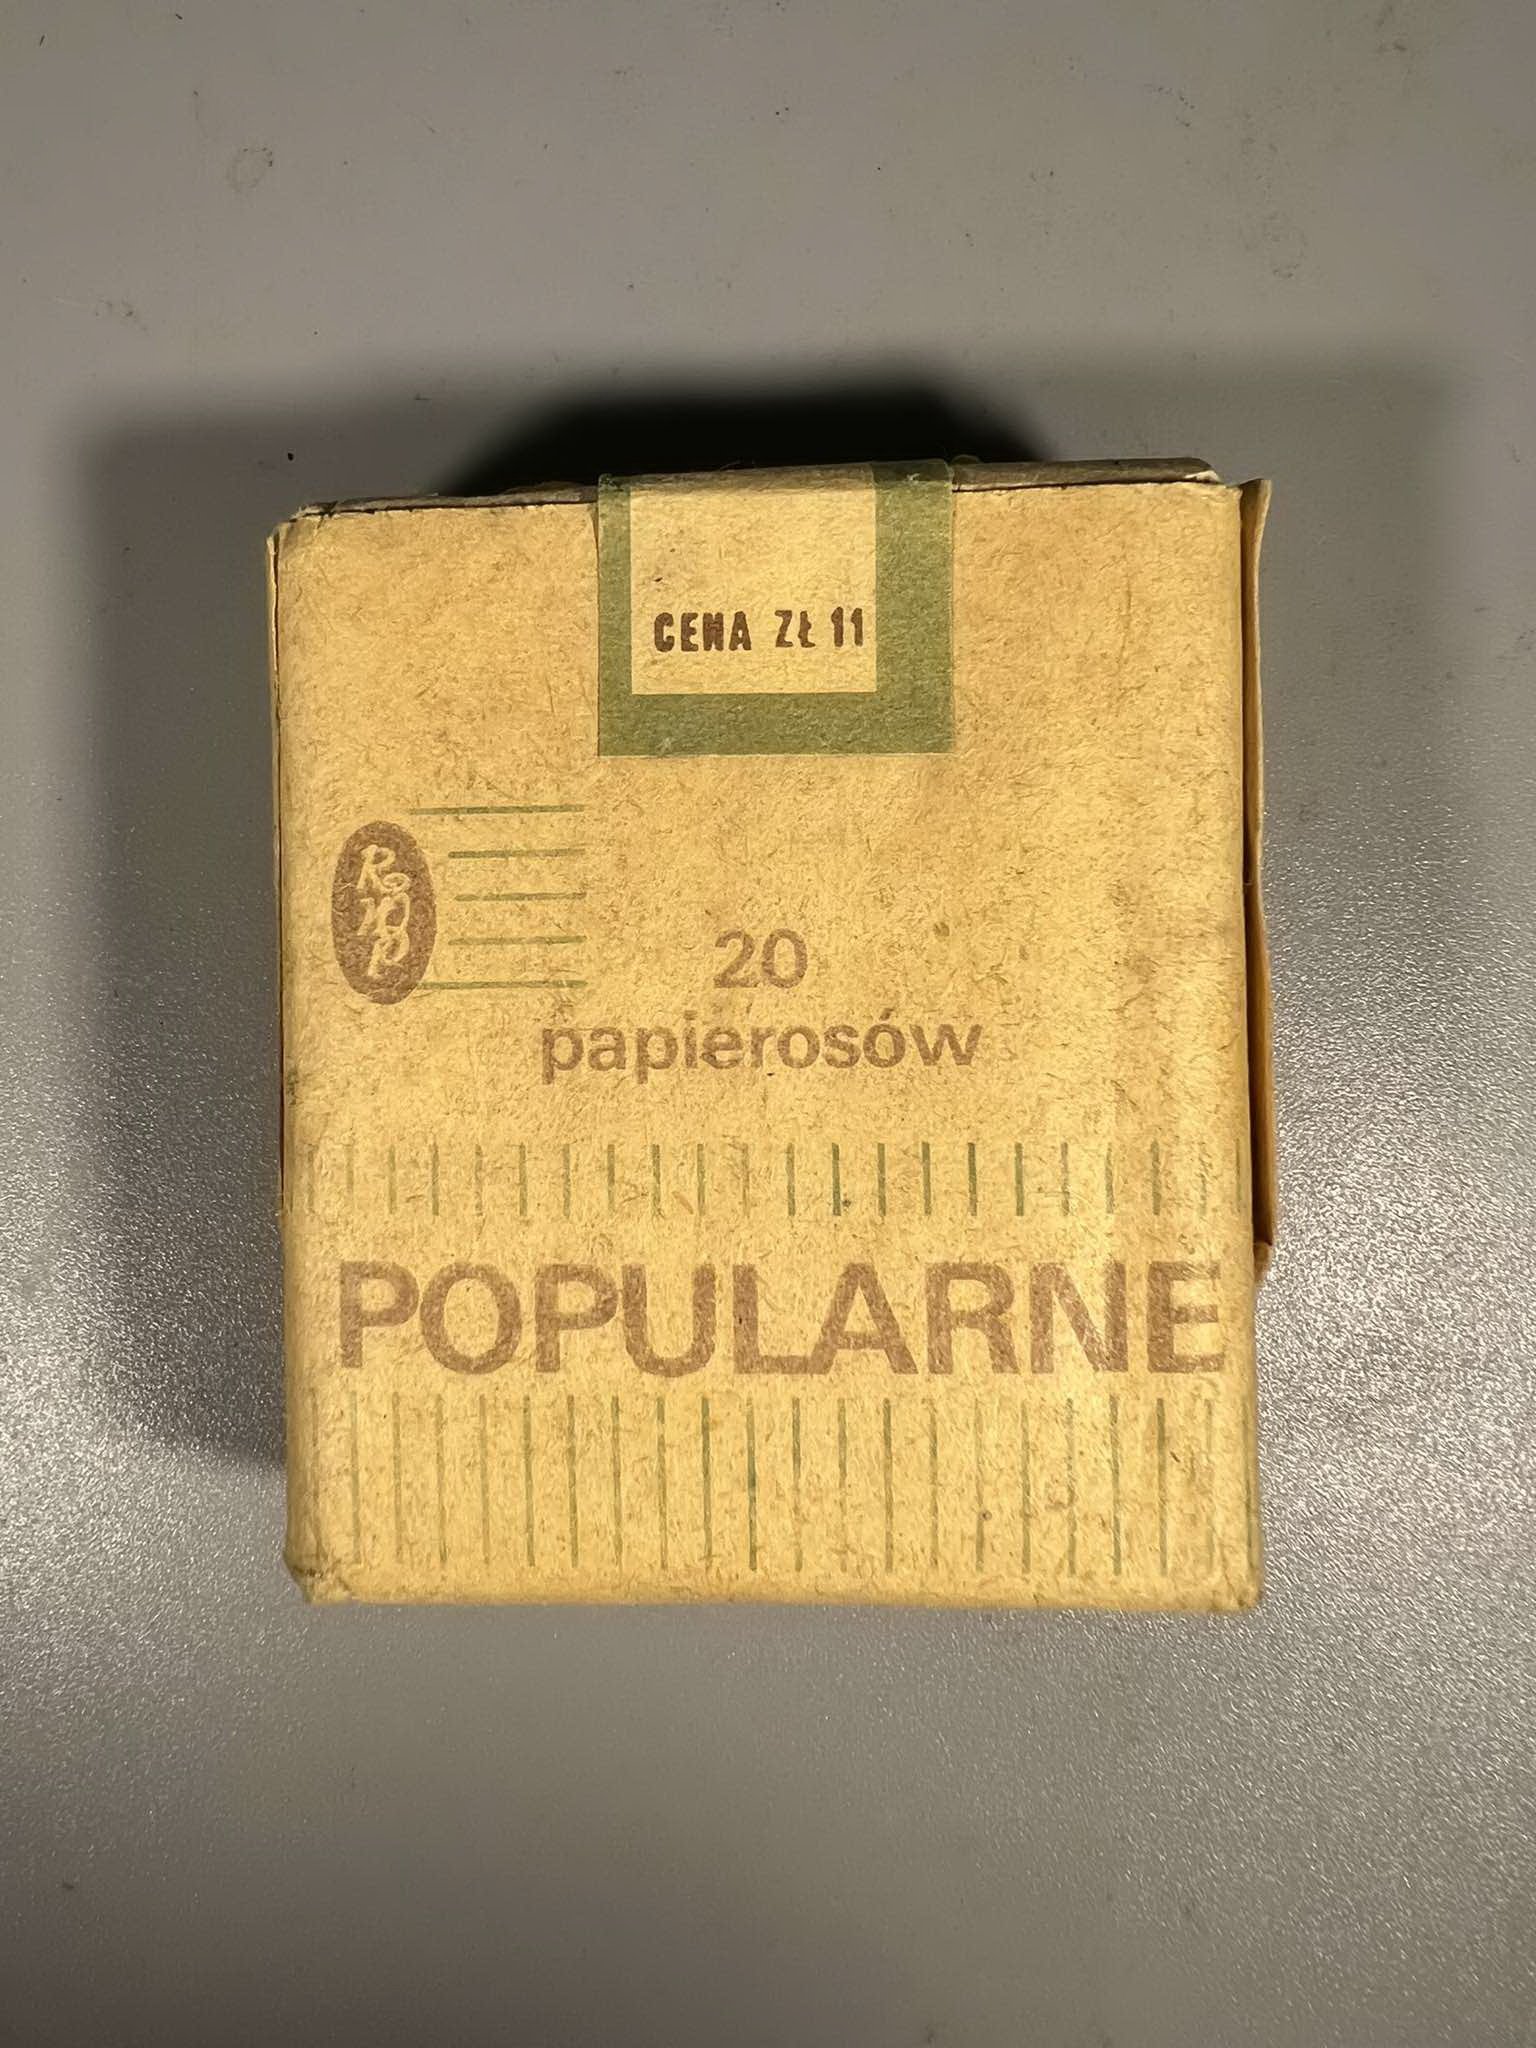 CENA ZŁ 11
20
papierosów
POPULARNE